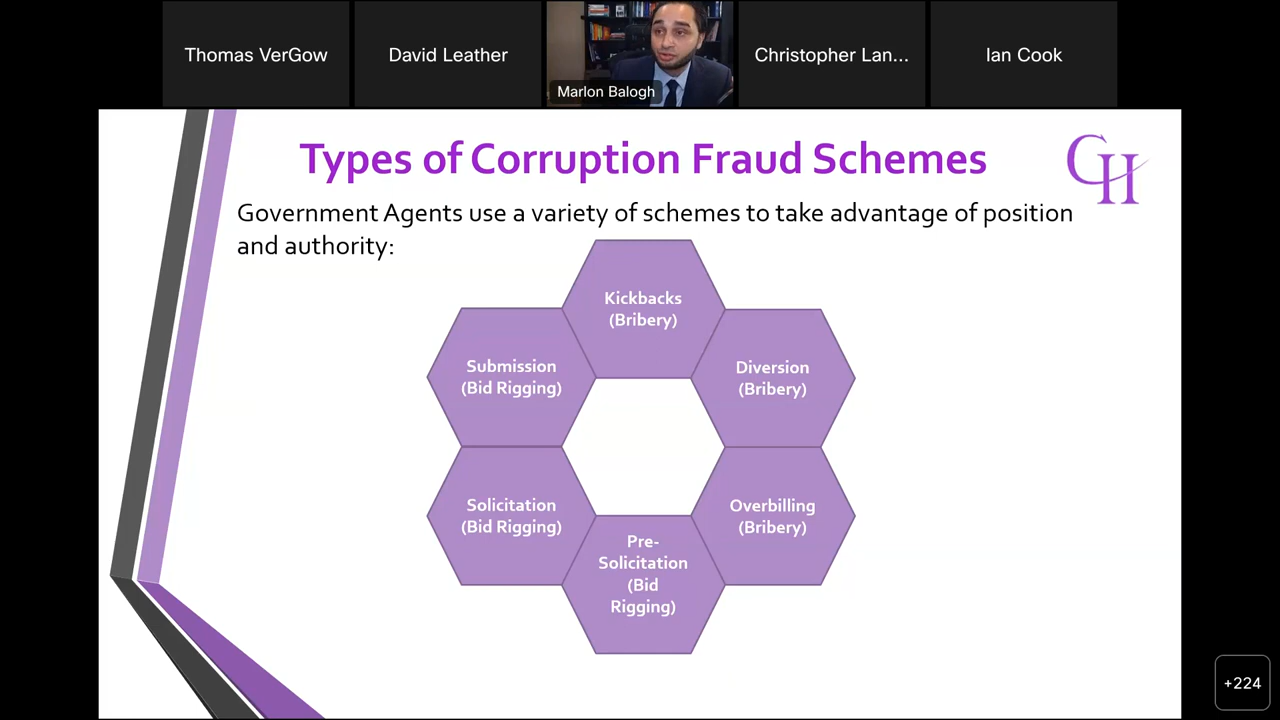 Thomas VerGow
David Leather
Marlon Balogh
Christopher Lan...
Ian Cook
Types of Corruption Fraud Schemes
CH
Government Agents use a variety of schemes to take advantage of position
and authority:
Kickbacks
(Bribery)
Submission
(Bid Rigging)
Diversion
(Bribery)
Solicitation
(Bid Rigging)
Overbilling
(Bribery)
Pre-
Solicitation
(Bid
Rigging)
+224